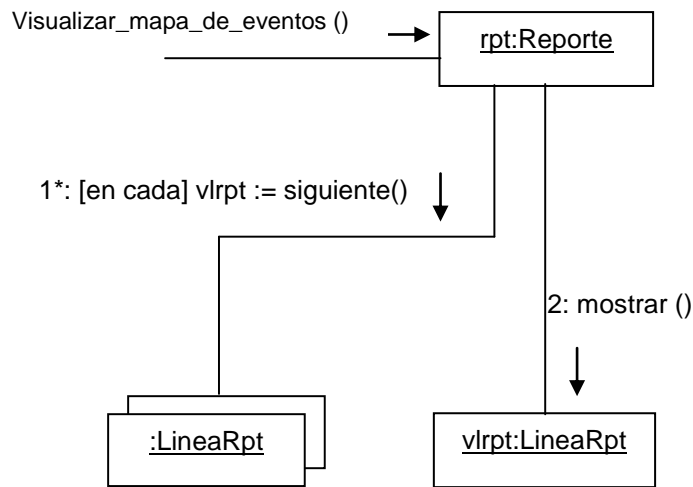 Visualizar_mapa_de_eventos ()
rpt:Reporte
1*: [en cada] vlrpt := siguiente()
2: mostrar ()
:LineaRpt
vlrpt:LineaRpt